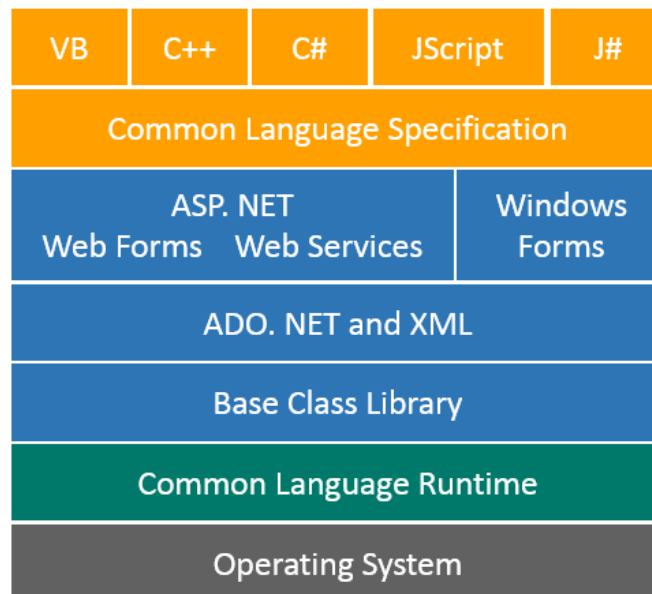 VB C++ C# JScript J#
Common Language Specification
ASP. NET
Web Forms Web Services
Windows
Forms
ADO. NET and XML
Base Class Library
Common Language Runtime
Operating System